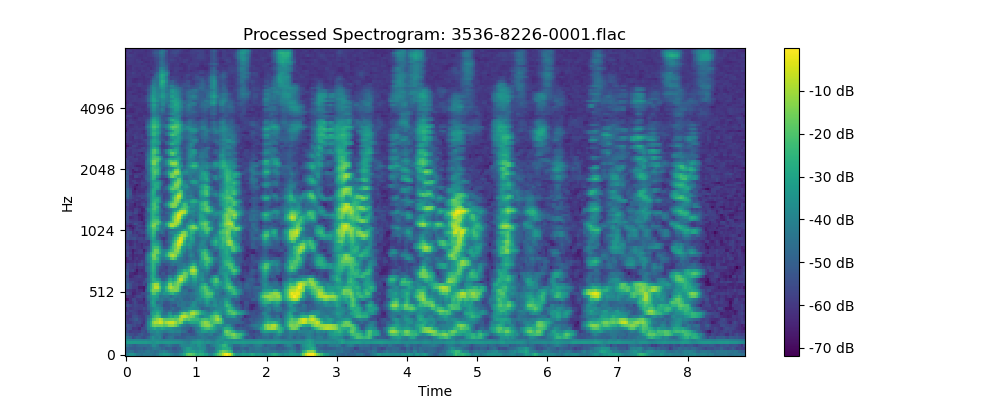 Processed Spectrogram: 3536-8226-0001.flac
4096
2048
1024
512
0
Hz
0 1 2 3 4 5 6 7 8
Time
-10 dB
-20 dB
-30 dB
-40 dB
-50 dB
-60 dB
-70 dB